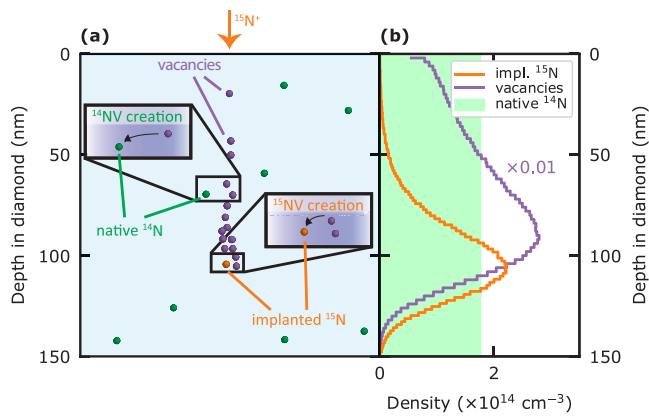 ¹⁵N⁺
(a)
(b)
0
50
100
150
Depth in diamond (nm)
vacancies
¹⁴NV creation
native ¹⁴N
¹⁵NV creation
implanted ¹⁵N
impl. ¹⁵N
vacancies
native ¹⁴N
×0.01
0
50
100
150
Depth in diamond (nm)
0
2
Density (×10¹⁴ cm⁻³)